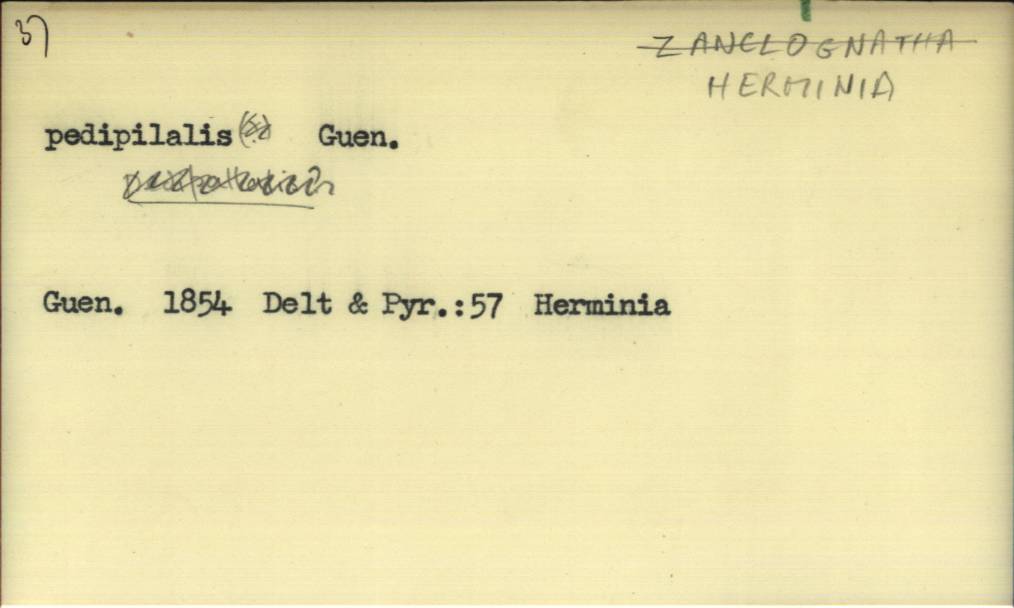 37
ZANCLOGNATHA
HERMINIA
pedipilalis Guen.
Guen. 1854 Delt & Pyr.:57 Herminia